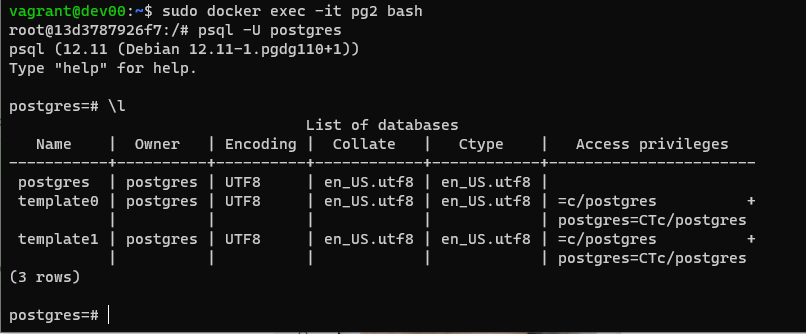 vagrant@dev00:~$ sudo docker exec -it pg2 bash
root@13d3787926f7:/# psql -U postgres
psql (12.11 (Debian 12.11-1.pgdg110+1))
Type "help" for help.

postgres=# \l
                                 List of databases
   Name    |  Owner   | Encoding |  Collate   |   Ctype    |   Access privileges
-----------+----------+----------+------------+------------+-----------------------
 postgres  | postgres | UTF8     | en_US.utf8 | en_US.utf8 |
 template0 | postgres | UTF8     | en_US.utf8 | en_US.utf8 | =c/postgres          +
           |          |          |            |            | postgres=CTc/postgres
 template1 | postgres | UTF8     | en_US.utf8 | en_US.utf8 | =c/postgres          +
           |          |          |            |            | postgres=CTc/postgres
(3 rows)

postgres=#